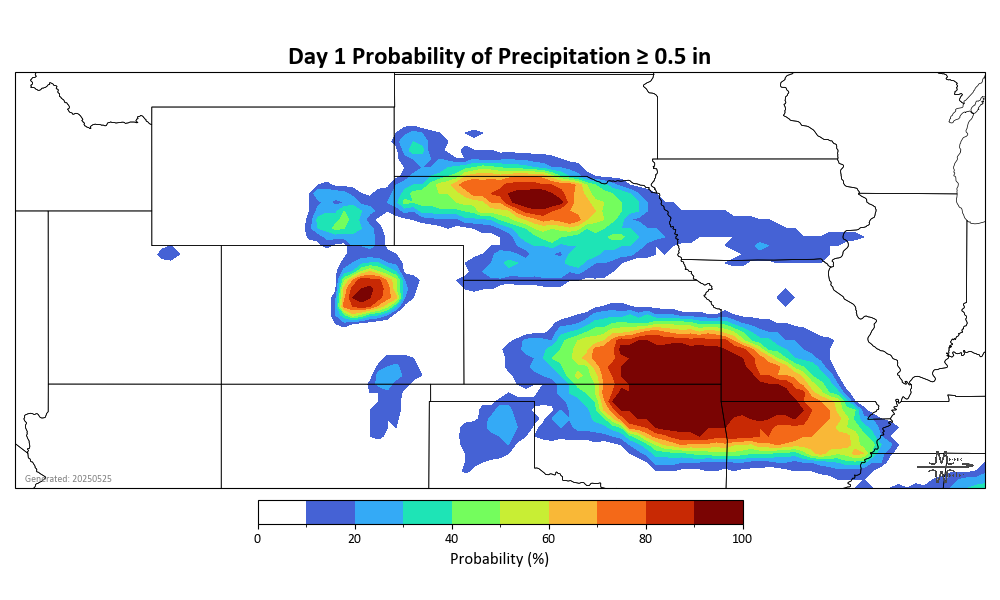 Day 1 Probability of Precipitation ≥ 0.5 in
Generated: 20250525
0 20 40 60 80 100
Probability (%)